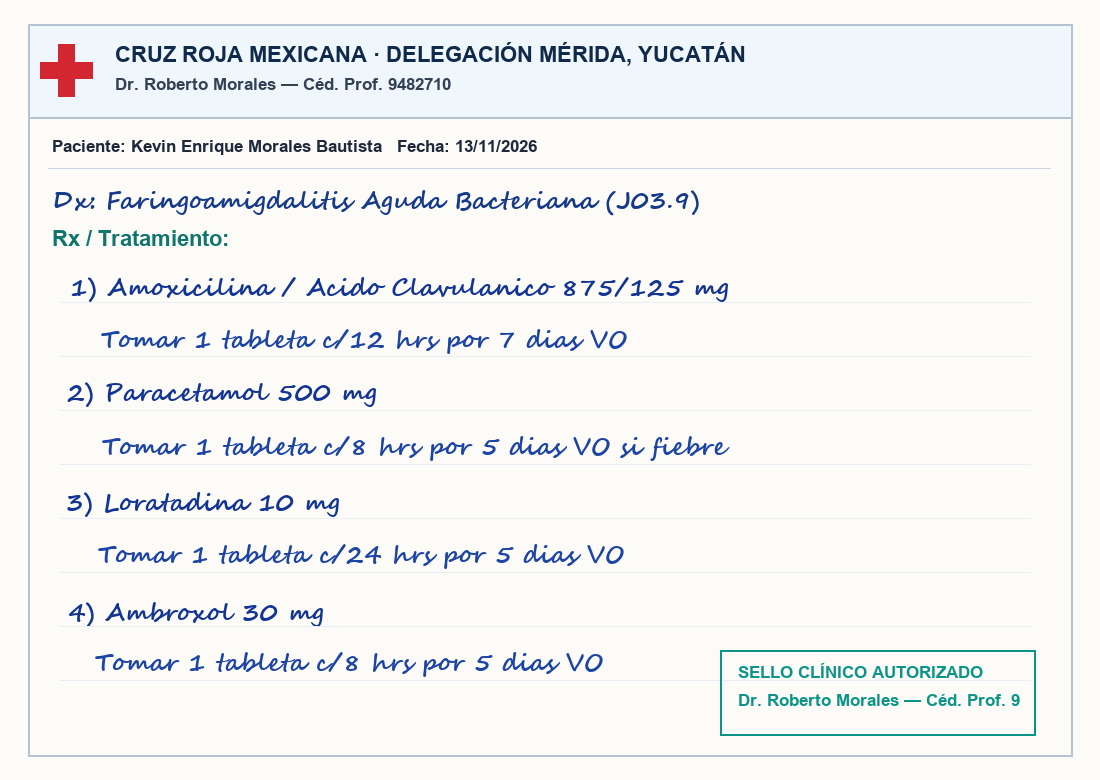 CRUZ ROJA MEXICANA · DELEGACIÓN MÉRIDA, YUCATÁN
Dr. Roberto Morales — Céd. Prof. 9482710
Paciente: Kevin Enrique Morales Bautista Fecha: 13/11/2026
Dx: Faringoamigdalitis Aguda Bacteriana (J03.9)
Rx / Tratamiento:
1) Amoxicilina / Acido Clavulanico 875/125 mg
Tomar 1 tableta c/12 hrs por 7 dias VO
2) Paracetamol 500 mg
Tomar 1 tableta c/8 hrs por 5 dias VO si fiebre
3) Loratadina 10 mg
Tomar 1 tableta c/24 hrs por 5 dias VO
4) Ambroxol 30 mg
Tomar 1 tableta c/8 hrs por 5 dias VO
SELLO CLÍNICO AUTORIZADO
Dr. Roberto Morales — Céd. Prof. 9